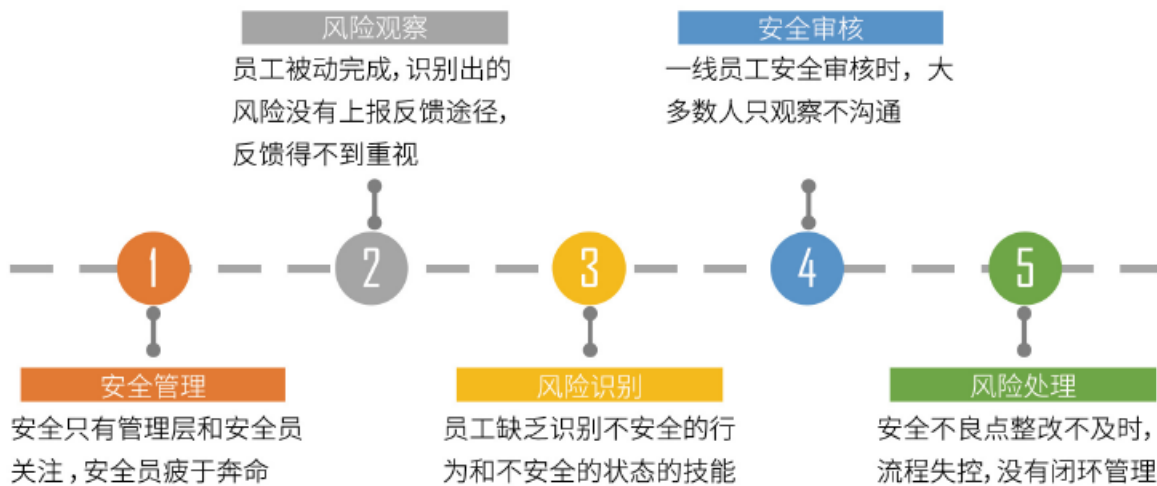 风险观察
员工被动完成，识别出的
风险没有上报反馈途径，
反馈得不到重视
安全审核
一线员工安全审核时，大
多数人只观察不沟通
1
2
3
4
5
安全管理
安全只有管理层和安全员
关注，安全员疲于奔命
风险识别
员工缺乏识别不安全的行
为和不安全的状态的技能
风险处理
安全不良点整改不及时，
流程失控，没有闭环管理